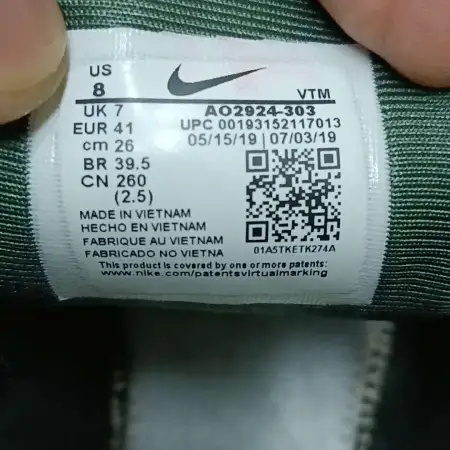 US
8
VTM
UK 7
AO2924-303
EUR 41
UPC 00193152117013
cm 26
05/15/19 | 07/03/19
BR 39.5
CN 260
(2.5)
MADE IN VIETNAM
HECHO EN VIETNAM
FABRIQUE AU VIETNAM
FABRICADO NO VIETNA
01A5TKETK274A
This product is covered by one or more patents:
www.nike.com/patentsvirtualmarking